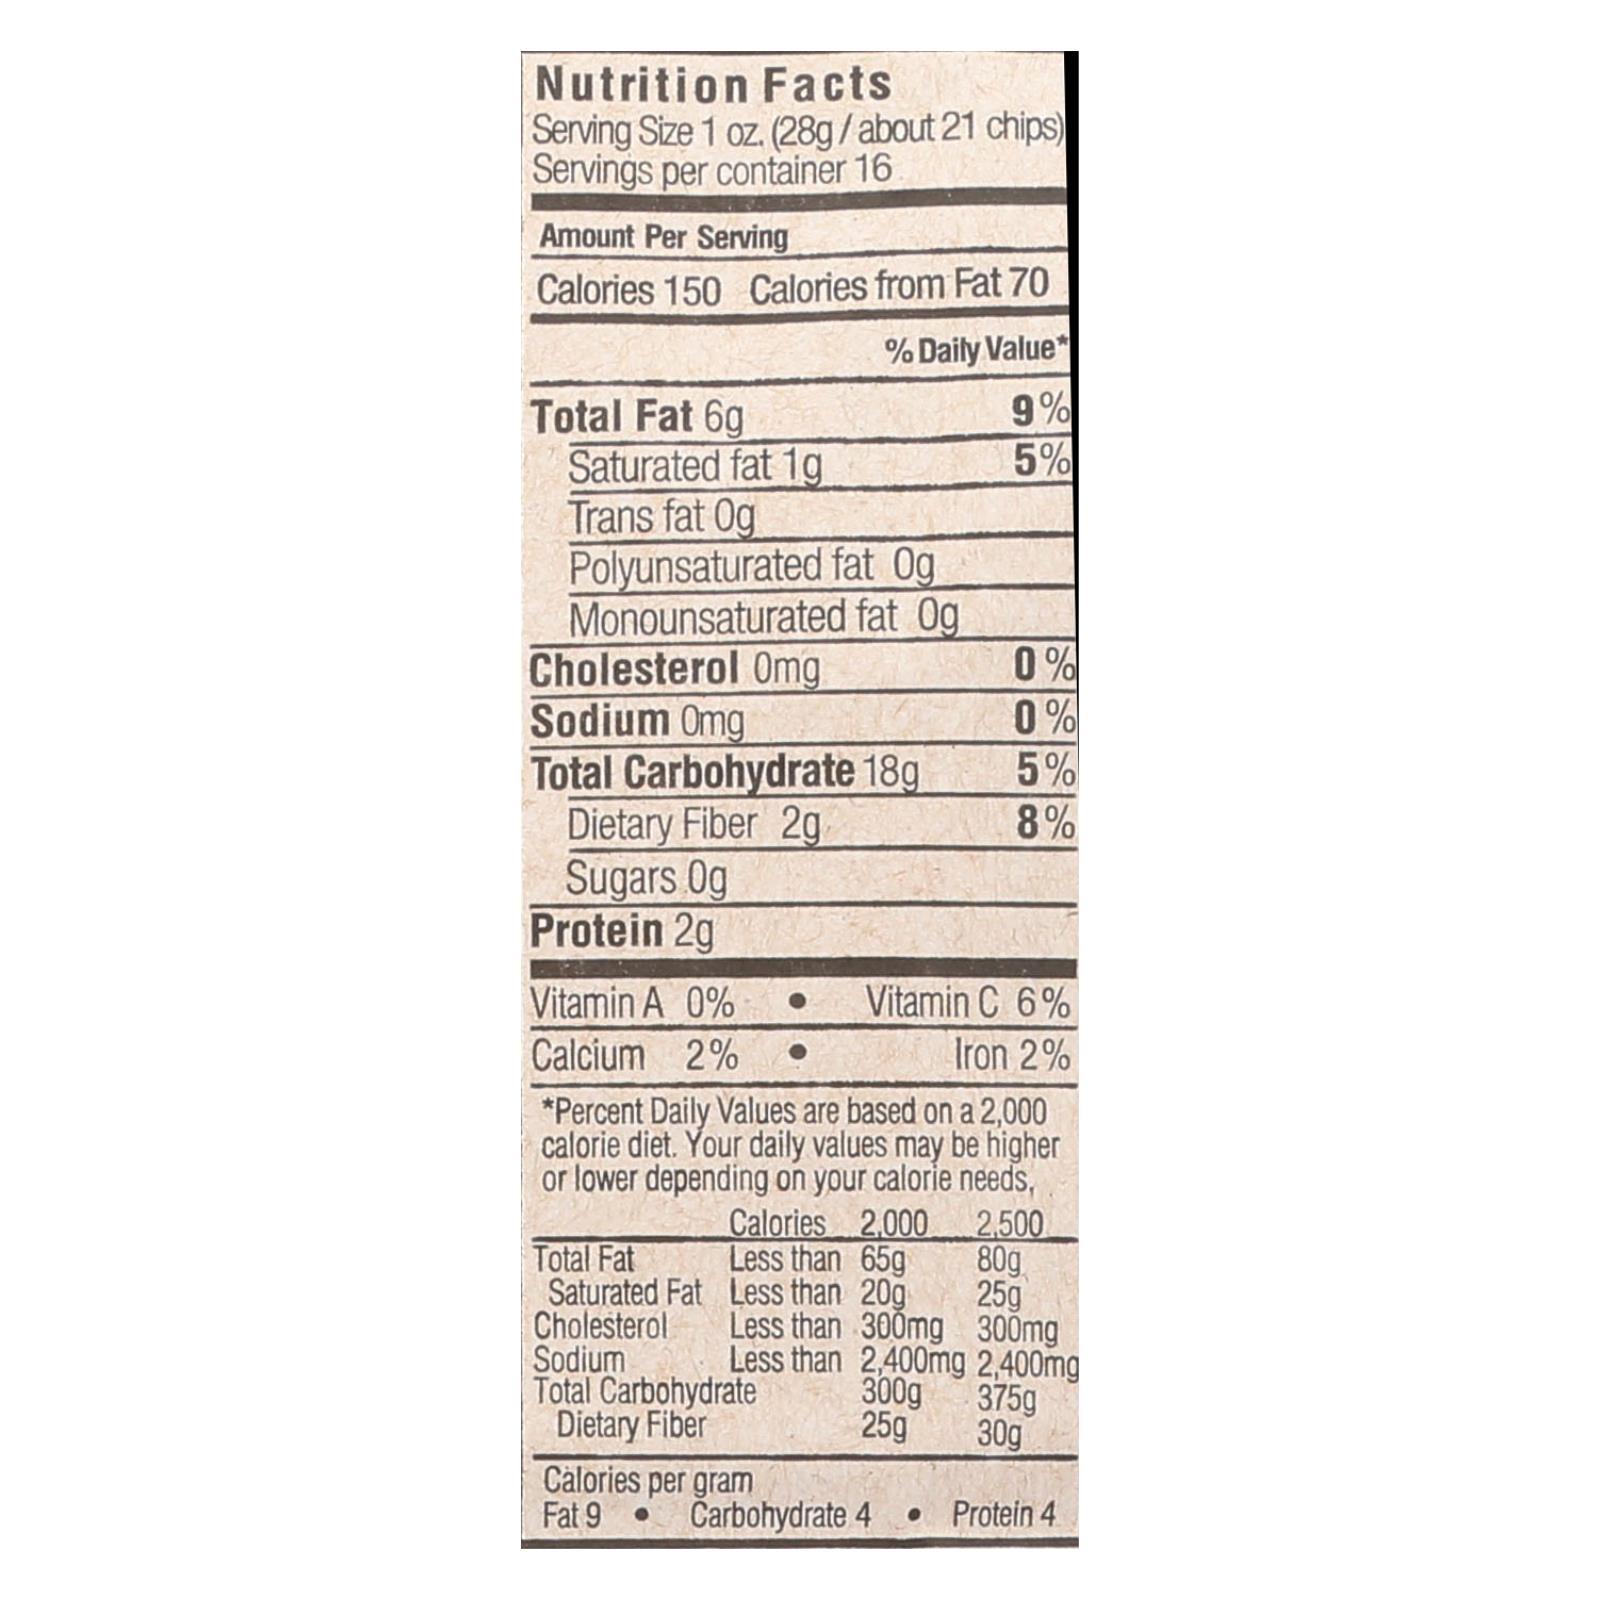 Nutrition Facts
Serving Size 1 oz. (28g / about 21 chips)
Servings per container 16
Amount Per Serving
Calories 150 Calories from Fat 70
% Daily Value*
Total Fat 6g 9%
Saturated fat 1g 5%
Trans fat 0g
Polyunsaturated fat 0g
Monounsaturated fat 0g
Cholesterol 0mg 0%
Sodium 0mg 0%
Total Carbohydrate 18g 5%
Dietary Fiber 2g 8%
Sugars 0g
Protein 2g
Vitamin A 0% • Vitamin C 6%
Calcium 2% • Iron 2%
*Percent Daily Values are based on a 2,000
calorie diet. Your daily values may be higher
or lower depending on your calorie needs,
Calories 2,000 2,500
Total Fat Less than 65g 80g
Saturated Fat Less than 20g 25g
Cholesterol Less than 300mg 300mg
Sodium Less than 2,400mg 2,400mg
Total Carbohydrate 300g 375g
Dietary Fiber 25g 30g
Calories per gram
Fat 9 • Carbohydrate 4 • Protein 4